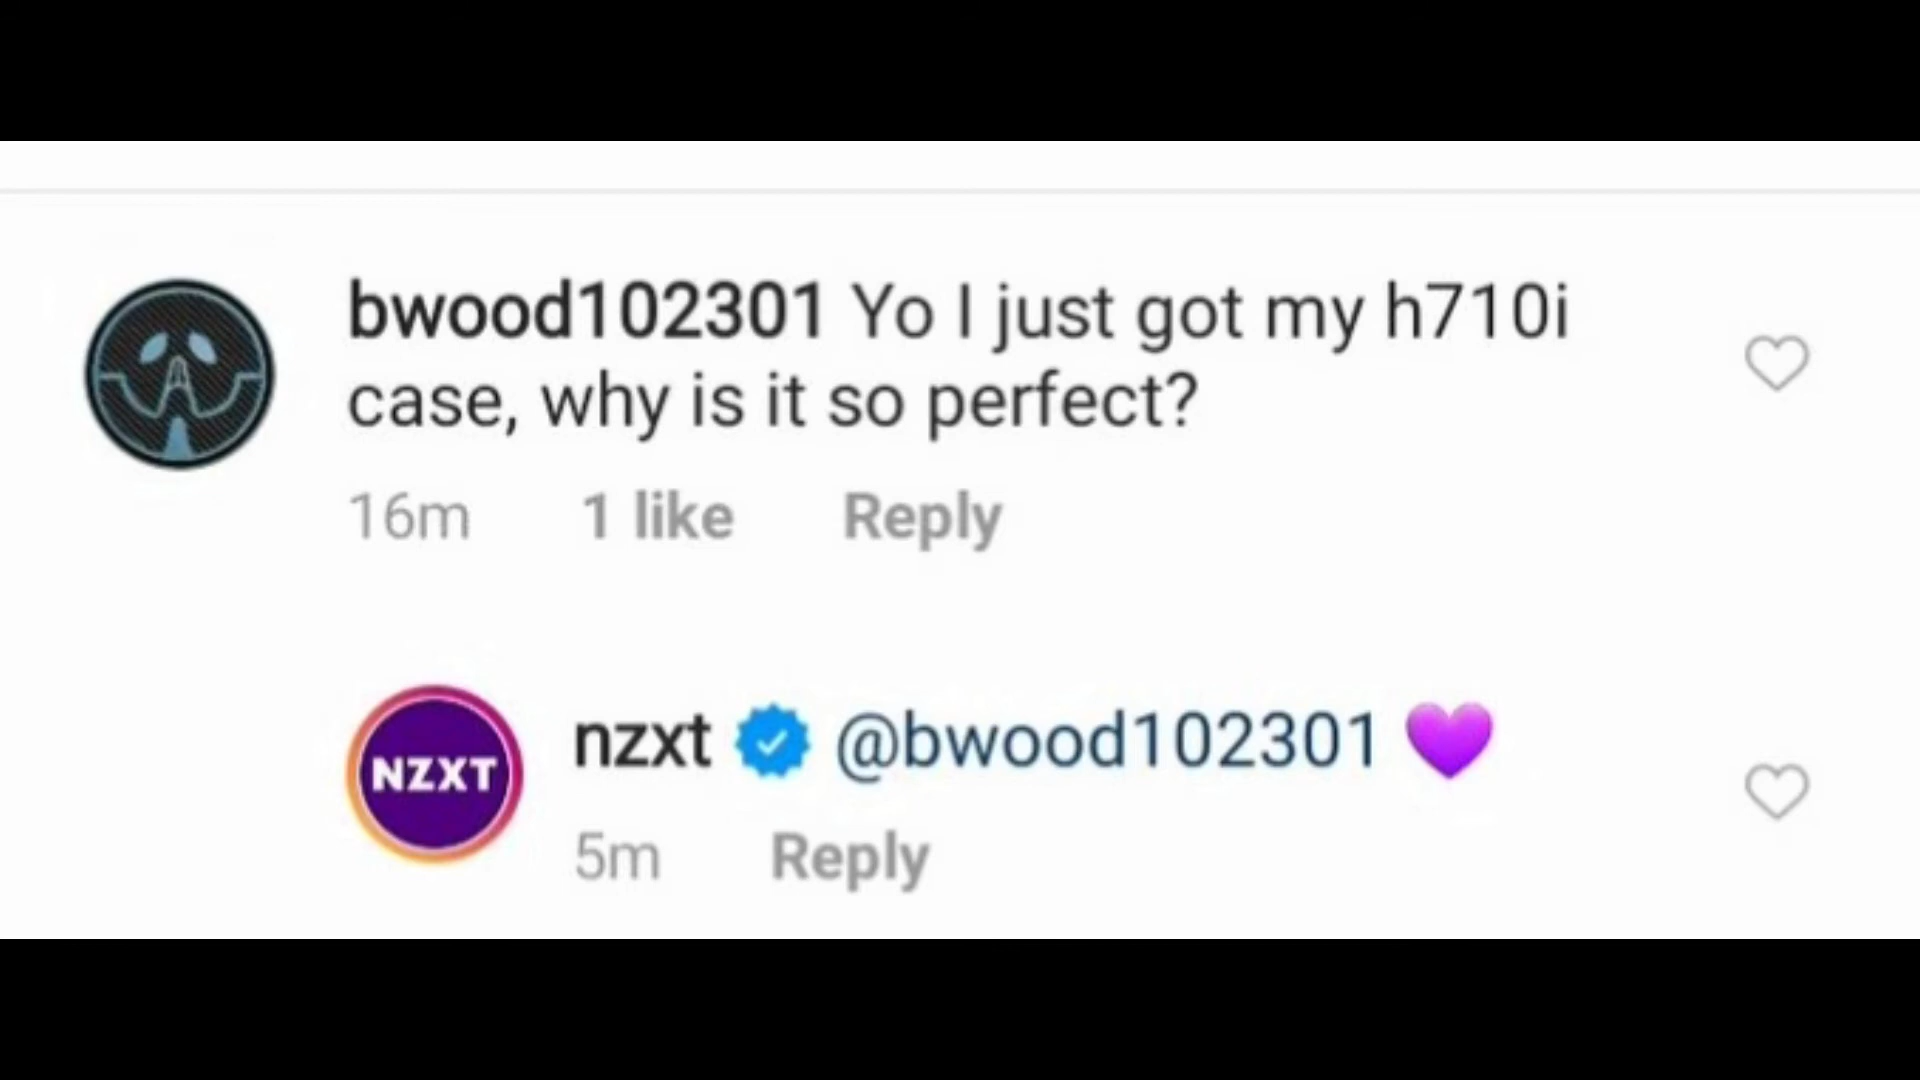 bwood102301 Yo I just got my h710i
case, why is it so perfect?
16m 1 like Reply
NZXT
nzxt @bwood102301 💜
5m Reply